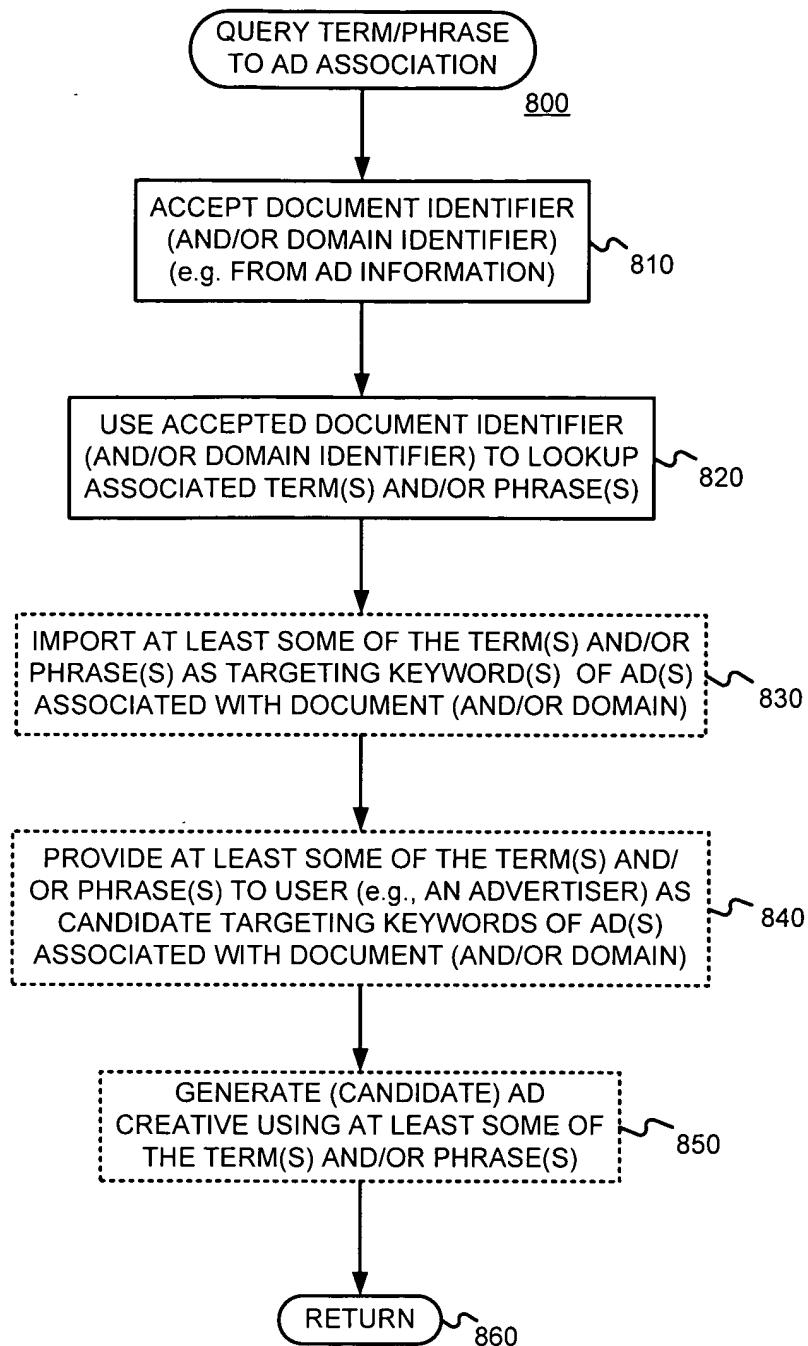 QUERY TERM/PHRASE
TO AD ASSOCIATION
800
ACCEPT DOCUMENT IDENTIFIER
(AND/OR DOMAIN IDENTIFIER)
(e.g. FROM AD INFORMATION)
810
USE ACCEPTED DOCUMENT IDENTIFIER
(AND/OR DOMAIN IDENTIFIER) TO LOOKUP
ASSOCIATED TERM(S) AND/OR PHRASE(S)
820
IMPORT AT LEAST SOME OF THE TERM(S) AND/OR
PHRASE(S) AS TARGETING KEYWORD(S) OF AD(S)
ASSOCIATED WITH DOCUMENT (AND/OR DOMAIN)
830
PROVIDE AT LEAST SOME OF THE TERM(S) AND/
OR PHRASE(S) TO USER (e.g., AN ADVERTISER) AS
CANDIDATE TARGETING KEYWORDS OF AD(S)
ASSOCIATED WITH DOCUMENT (AND/OR DOMAIN)
840
GENERATE (CANDIDATE) AD
CREATIVE USING AT LEAST SOME OF
THE TERM(S) AND/OR PHRASE(S)
850
RETURN
860